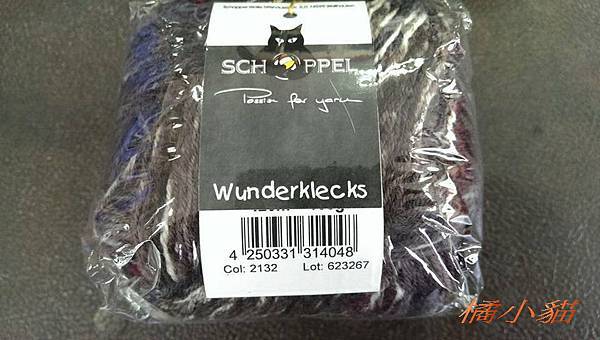 SCHOPPEL
Passion for yarn
Wunderklecks
4 250331 314048
Col: 2132 Lot: 623267
橘小貓